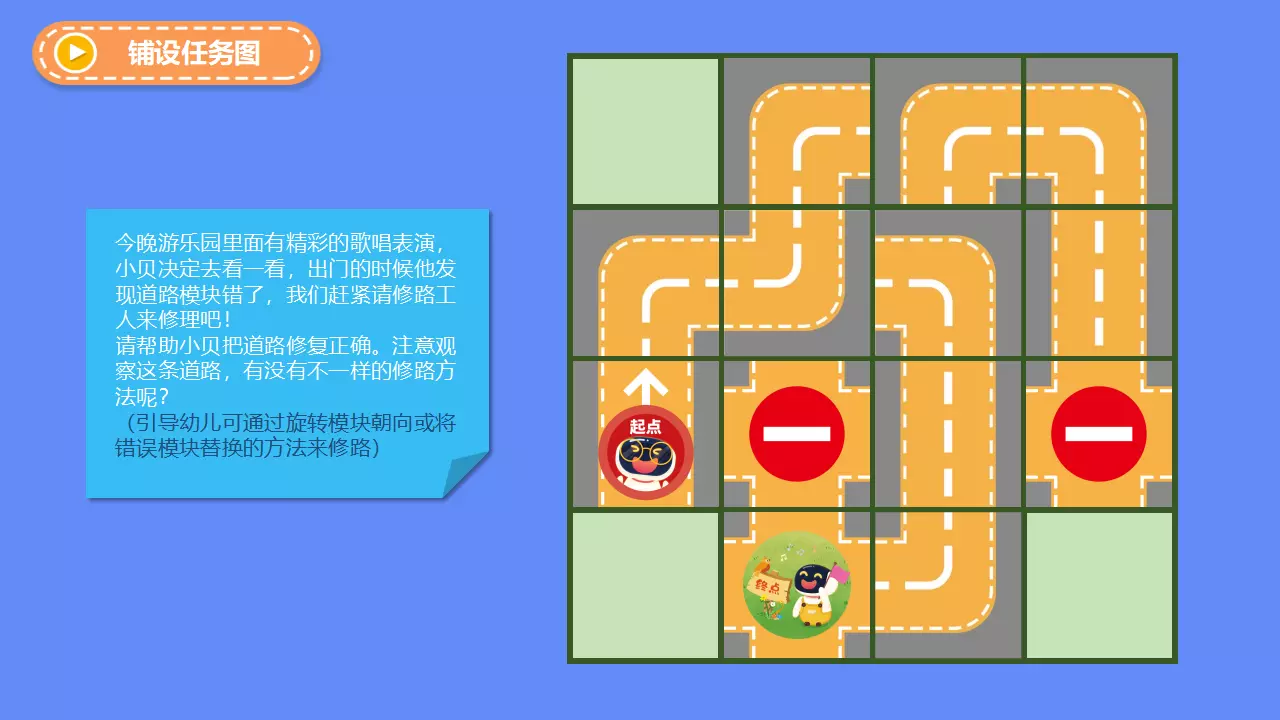 铺设任务图
今晚游乐园里面有精彩的歌唱表演，
小贝决定去看一看，出门的时候他发
现道路模块错了，我们赶紧请修路工
人来修理吧！
请帮助小贝把道路修复正确。注意观
察这条道路，有没有不一样的修路方
法呢？
（引导幼儿可通过旋转模块朝向或将
错误模块替换的方法来修路）
起点
终点